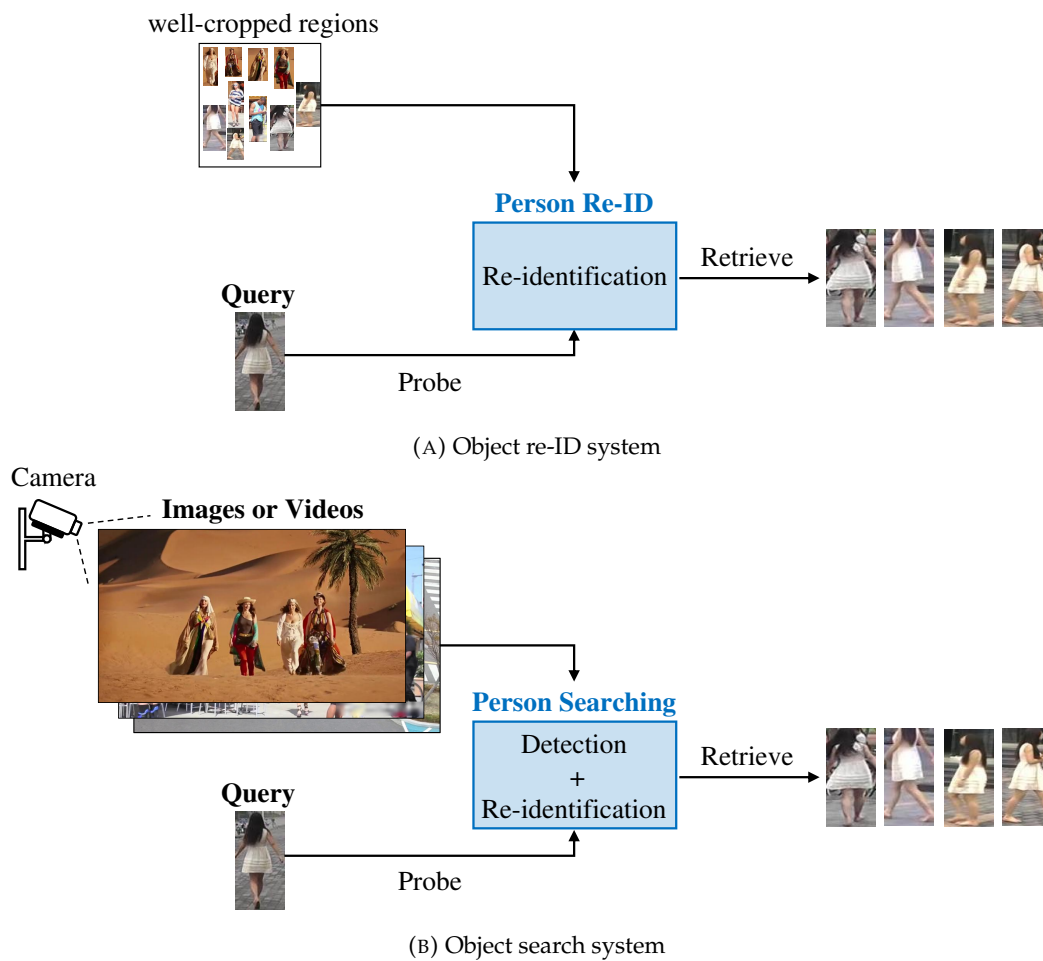 well-cropped regions
Person Re-ID
Re-identification
Retrieve
Query
Probe
(A) Object re-ID system
Camera
Images or Videos
Person Searching
Detection
+
Re-identification
Retrieve
Query
Probe
(B) Object search system